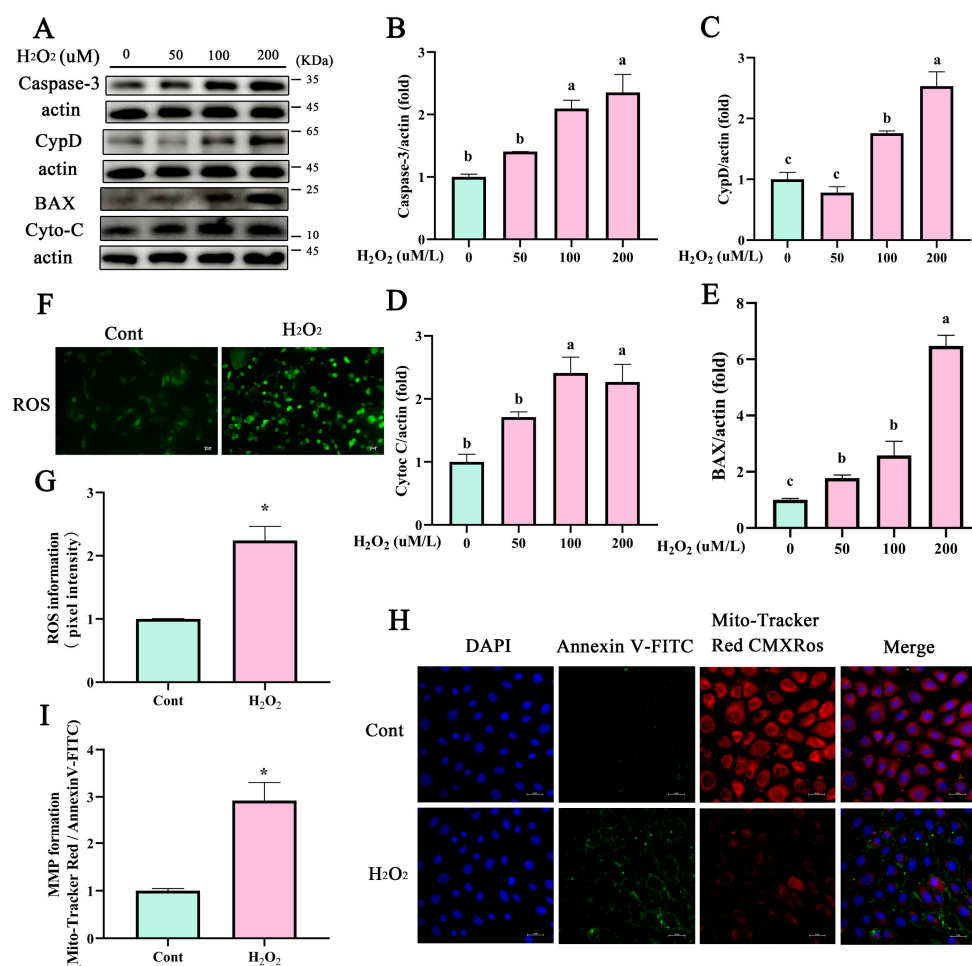 A
H2O2 (uM) 0 50 100 200 (KDa)
Caspase-3 35
actin 45
CypD 65
actin 45
BAX 25
Cyto-C 10
actin 45
B
Caspase-3/actin (fold)
3
2
1
0
b b a a
H2O2 (uM/L) 0 50 100 200
C
CypD/actin (fold)
3
2
1
0
c c b a
H2O2 (uM/L) 0 50 100 200
D
Cytoc C/actin (fold)
3
2
1
0
b b a a
H2O2 (uM/L) 0 50 100 200
E
BAX/actin (fold)
8
6
4
2
0
c b b a
H2O2 (uM/L) 0 50 100 200
F
Cont H2O2
ROS
G
ROS information
( pixel intensity)
3
2
1
0
*
Cont H2O2
H
DAPI Annexin V-FITC Mito-Tracker
Red CMXRos Merge
Cont
H2O2
I
MMP formation
(Mito-Tracker Red / AnnexinV-FITC)
4
3
2
1
0
*
Cont H2O2